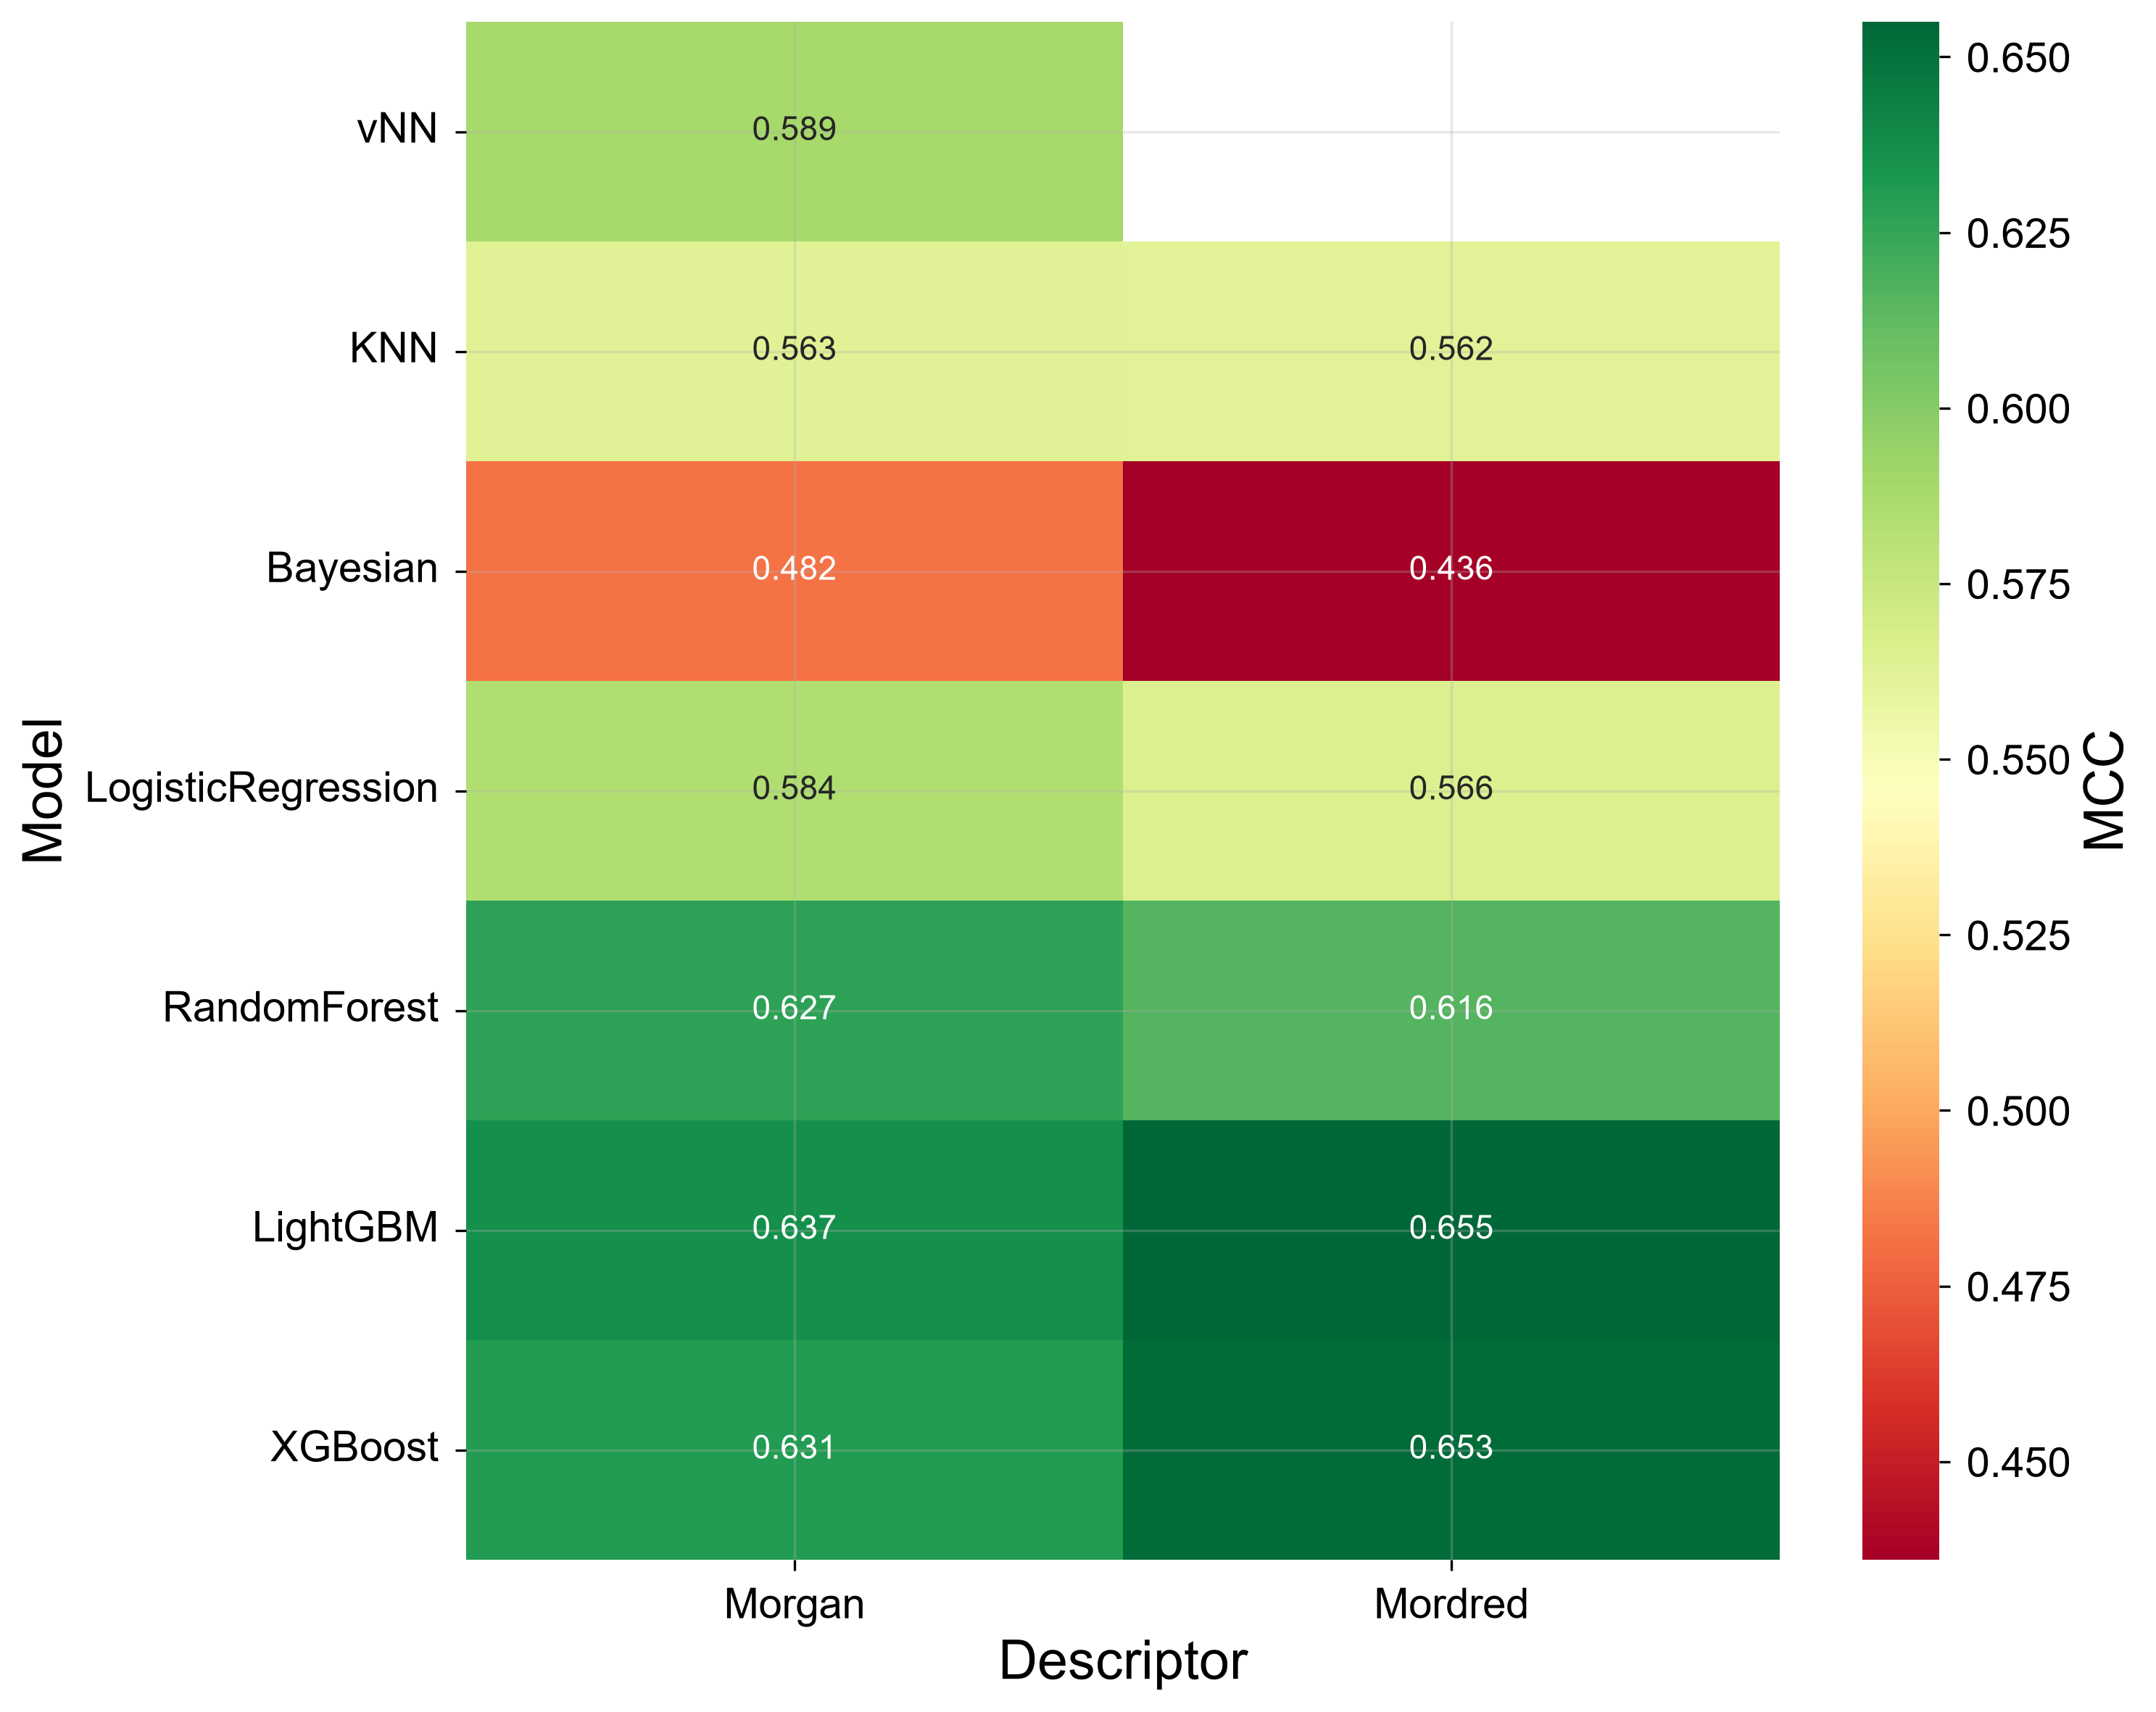 vNN 0.589
KNN 0.563 0.562
Bayesian 0.482 0.436
LogisticRegression 0.584 0.566
RandomForest 0.627 0.616
LightGBM 0.637 0.655
XGBoost 0.631 0.653
Morgan Mordred
Descriptor
Model
0.650
0.625
0.600
0.575
0.550
0.525
0.500
0.475
0.450
MCC